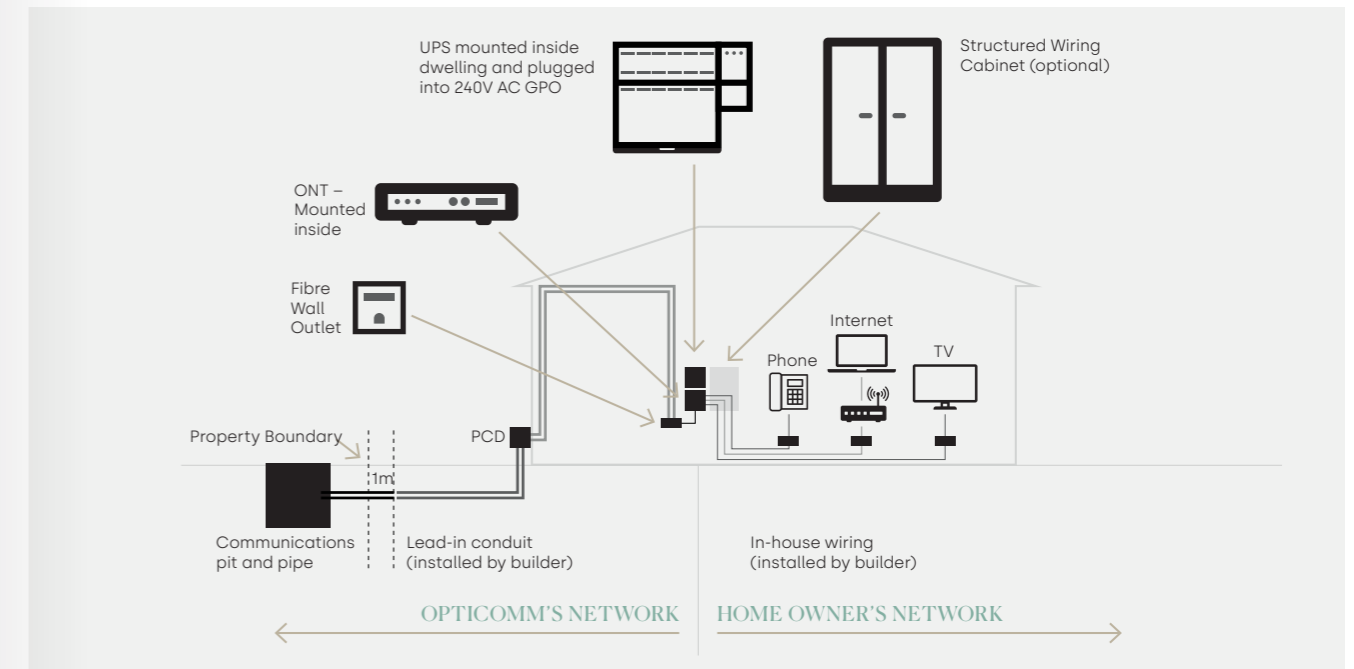 UPS mounted inside
dwelling and plugged
into 240V AC GPO
Structured Wiring
Cabinet (optional)
ONT –
Mounted
inside
Fibre
Wall
Outlet
Internet
Phone
TV
Property Boundary
PCD
1m
Communications
pit and pipe
Lead-in conduit
(installed by builder)
In-house wiring
(installed by builder)
OPTICOMM'S NETWORK
HOME OWNER'S NETWORK